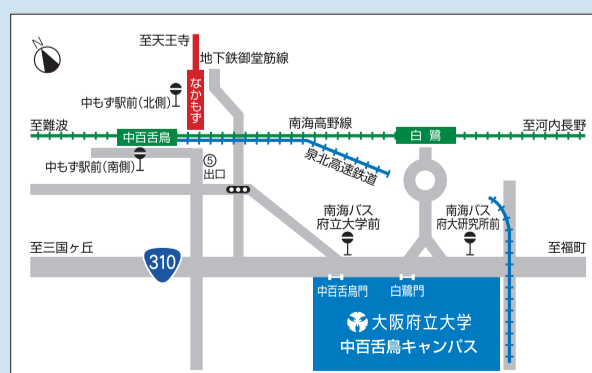 N
至天王寺
地下鉄御堂筋線
なかもず
中もず駅前(北側)
至難波
中百舌鳥
南海高野線
白鷺
至河内長野
中もず駅前(南側)
⑤
出口
泉北高速鉄道
南海バス
府立大学前
南海バス
府大研究所前
至三国ヶ丘
310
至福町
中百舌鳥門
白鷺門
大阪府立大学
中百舌鳥キャンパス